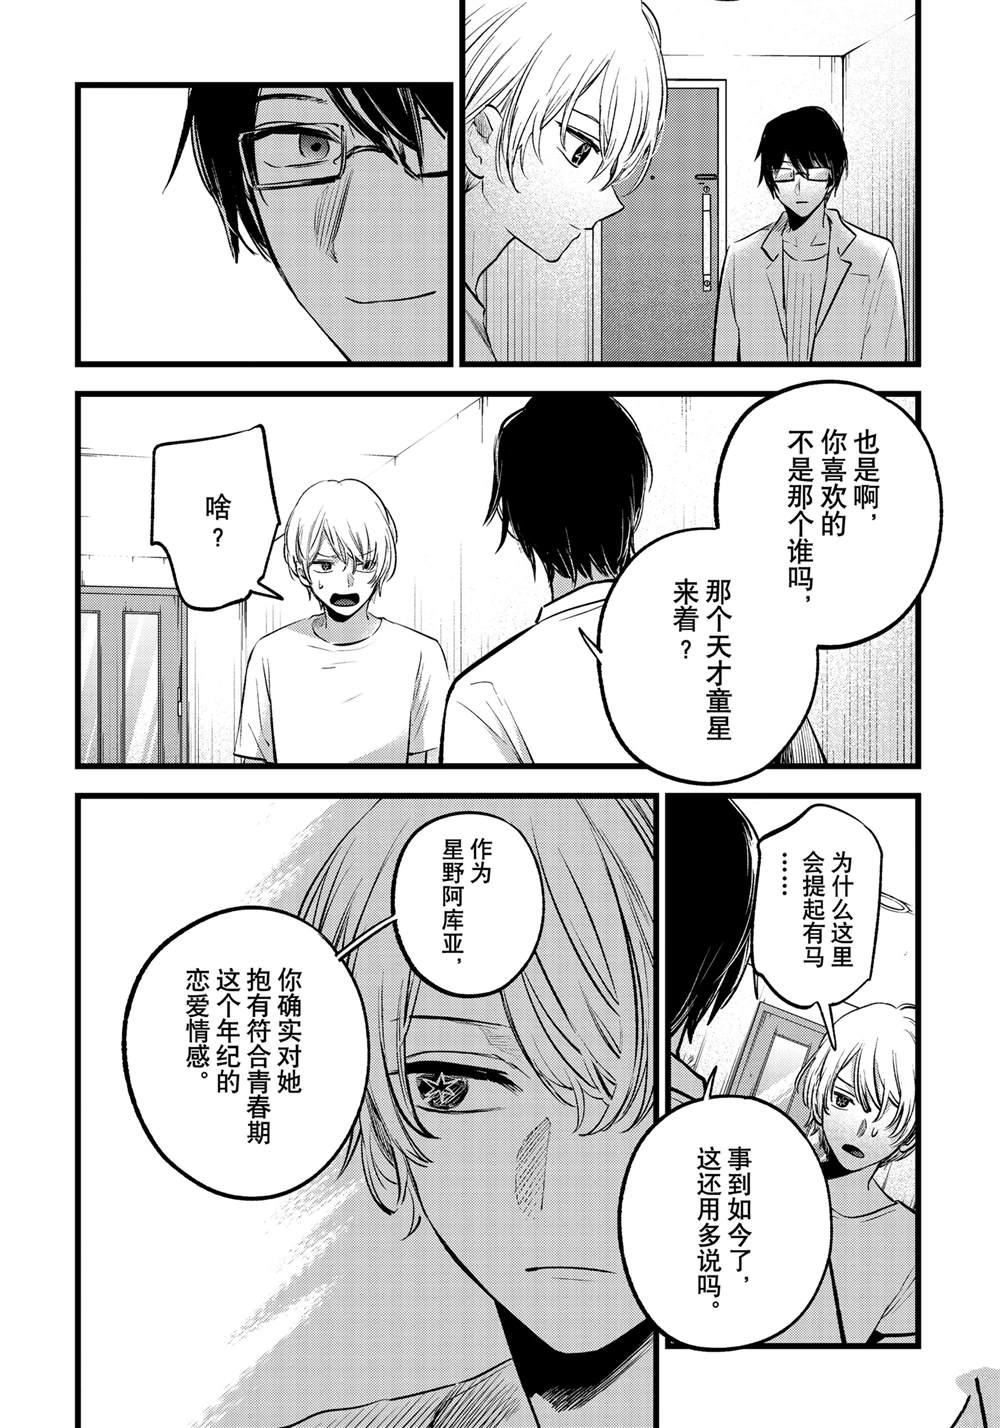 也是啊，
你喜欢的
不是那个谁吗，
那个天才童星
来着？
啥？
为什么这里
会提起有马
……
事到如今了，
这还用多说吗。
作为
星野阿库亚，
你确实对她
抱有符合青春期
这个年纪的
恋爱情感。